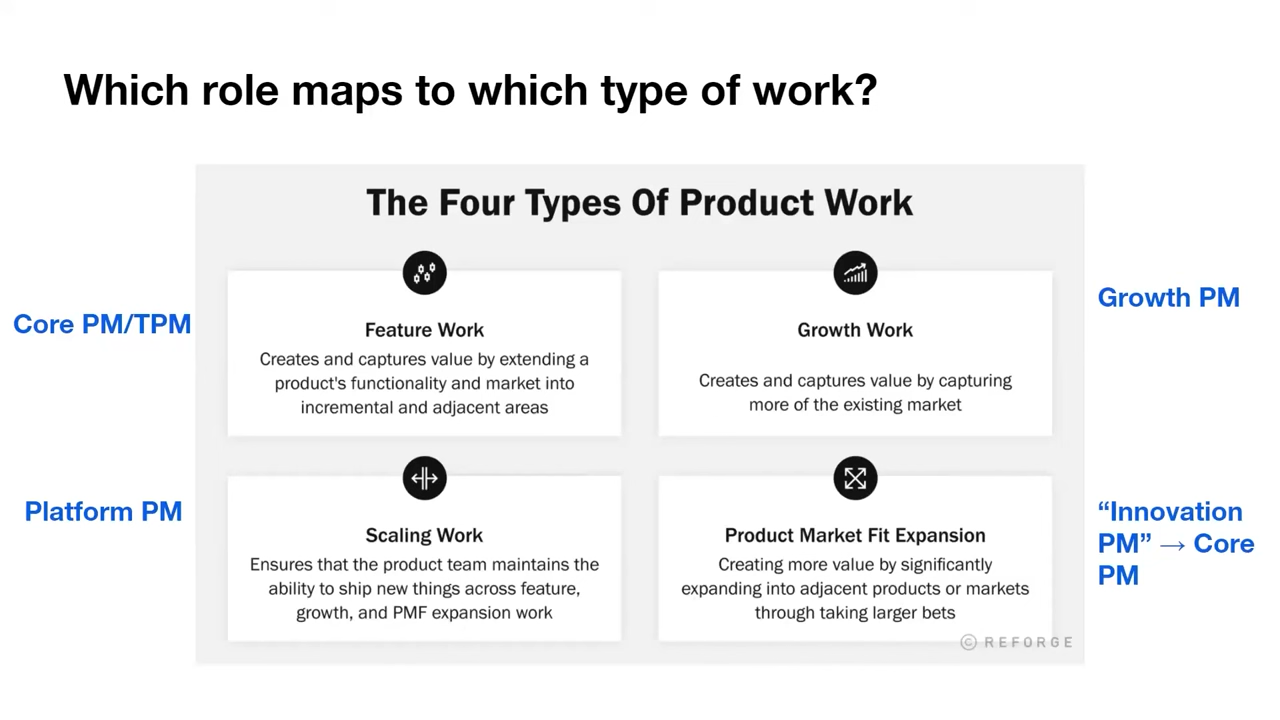 Which role maps to which type of work?
The Four Types Of Product Work
Core PM/TPM
Feature Work
Creates and captures value by extending a
product's functionality and market into
incremental and adjacent areas
Growth PM
Growth Work
Creates and captures value by capturing
more of the existing market
Platform PM
Scaling Work
Ensures that the product team maintains the
ability to ship new things across feature,
growth, and PMF expansion work
“Innovation
PM” → Core
PM
Product Market Fit Expansion
Creating more value by significantly
expanding into adjacent products or markets
through taking larger bets
© REFORGE